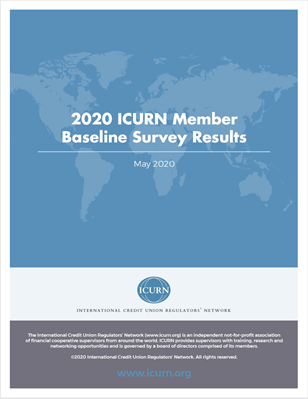 2020 ICURN Member
Baseline Survey Results
May 2020
ICURN
INTERNATIONAL CREDIT UNION REGULATORS' NETWORK
The International Credit Union Regulators' Network (www.icurn.org) is an independent not-for-profit association
of financial cooperative supervisors from around the world. ICURN provides supervisors with training, research and
networking opportunities and is governed by a board of directors comprised of its members.
©2020 International Credit Union Regulators' Network. All rights reserved.
www.icurn.org